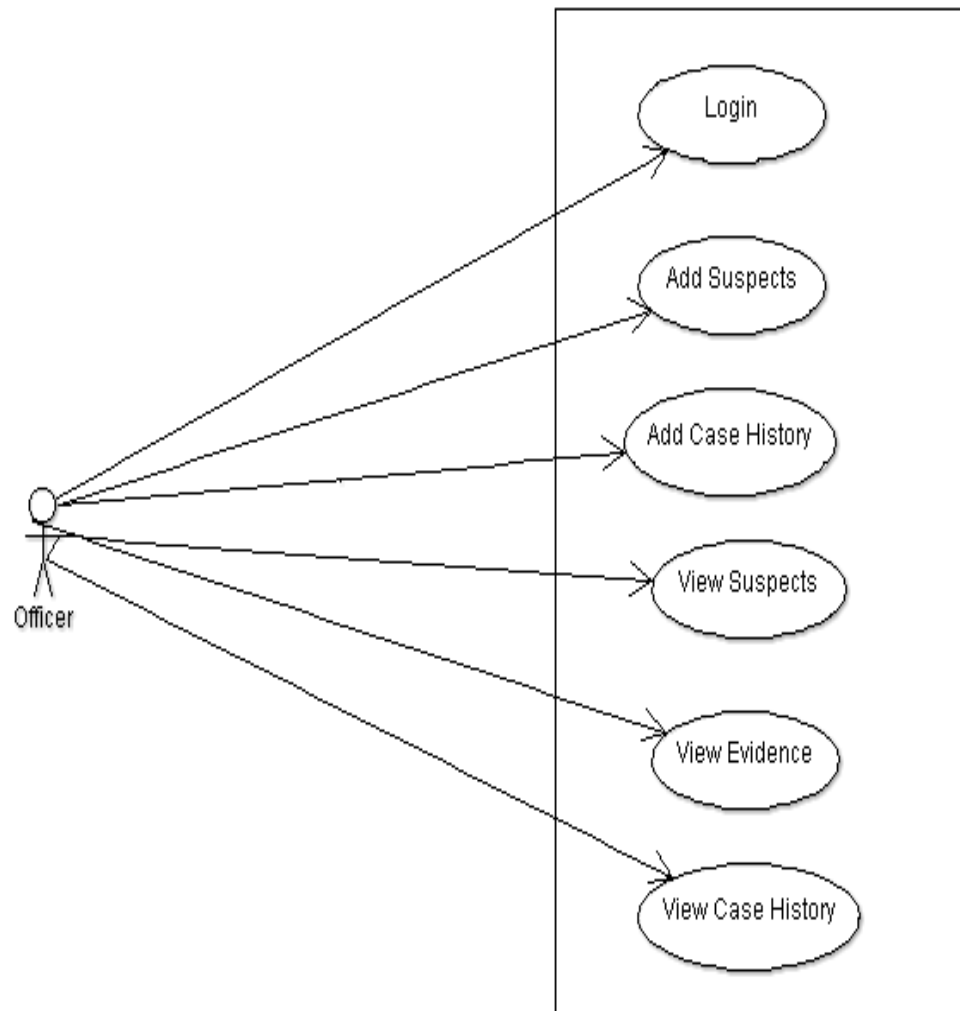 Login
Add Suspects
Add Case History
View Suspects
Officer
View Evidence
View Case History